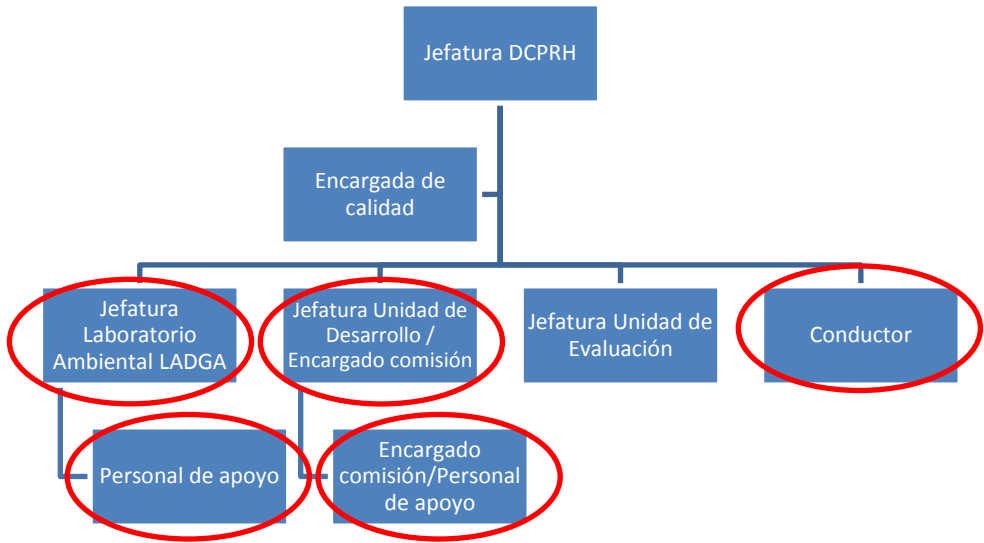 Jefatura DCPRH
Encargada de
calidad
Jefatura
Laboratorio
Ambiental LADGA
Jefatura Unidad de
Desarrollo /
Encargado comisión
Jefatura Unidad de
Evaluación
Conductor
Personal de apoyo
Encargado
comisión/Personal
de apoyo